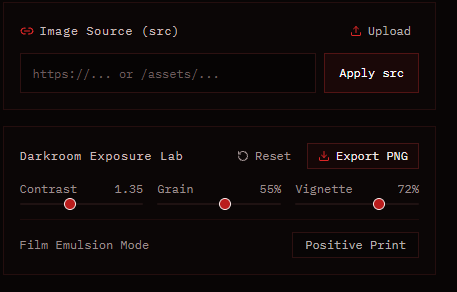 Image Source (src)
Upload
https://... or /assets/...
Apply src
Darkroom Exposure Lab
Reset
Export PNG
Contrast 1.35
Grain 55%
Vignette 72%
Film Emulsion Mode
Positive Print